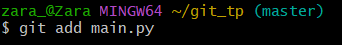 zara_@Zara MINGW64 ~/git_tp (master)
$ git add main.py